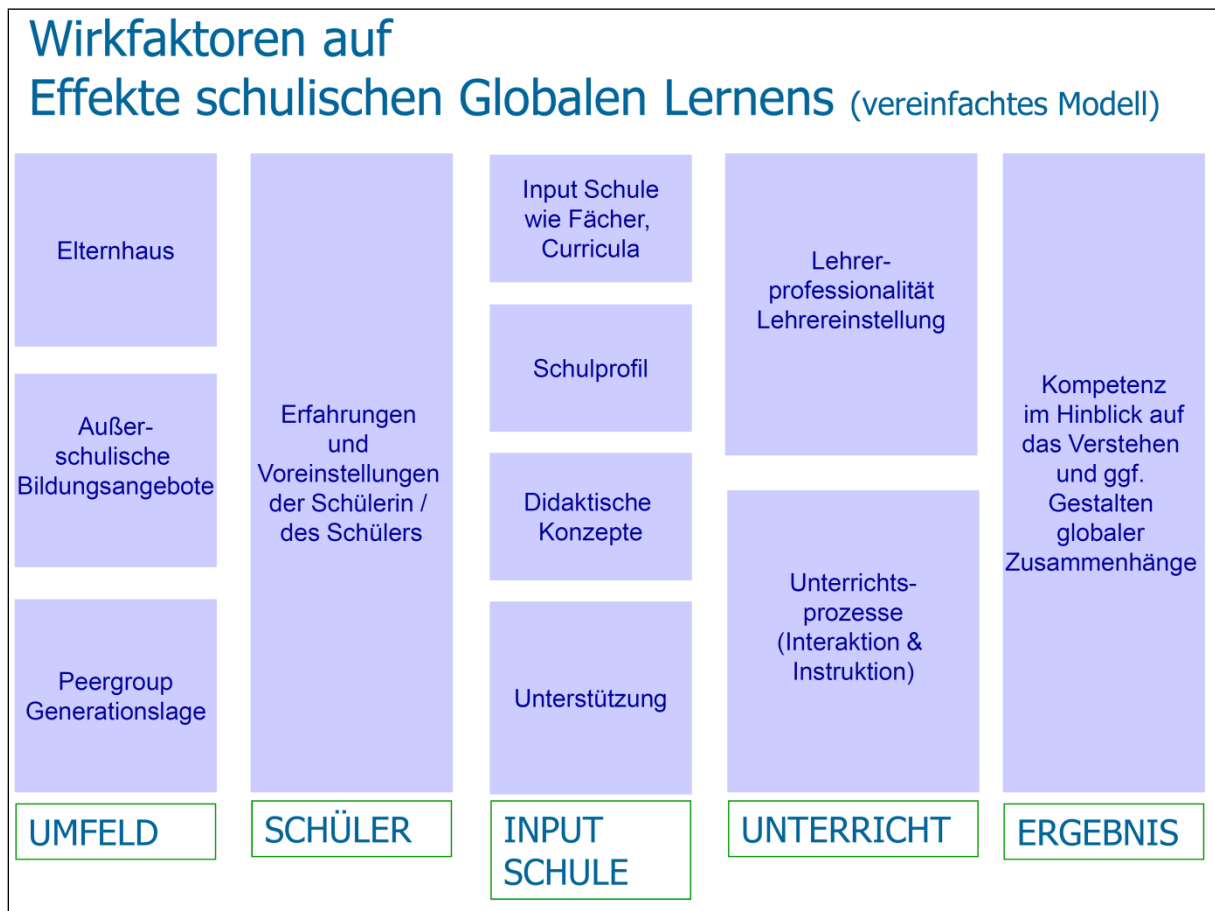 Wirkfaktoren auf
Effekte schulischen Globalen Lernens (vereinfachtes Modell)
Elternhaus
Außer-
schulische
Bildungsangebote
Peergroup
Generationslage
UMFELD
Erfahrungen
und
Voreinstellungen
der Schülerin /
des Schülers
SCHÜLER
Input Schule
wie Fächer,
Curricula
Schulprofil
Didaktische
Konzepte
Unterstützung
INPUT
SCHULE
Lehrer-
professionalität
Lehrereinstellung
Unterrichts-
prozesse
(Interaktion &
Instruktion)
UNTERRICHT
Kompetenz
im Hinblick auf
das Verstehen
und ggf.
Gestalten
globaler
Zusammenhänge
ERGEBNIS